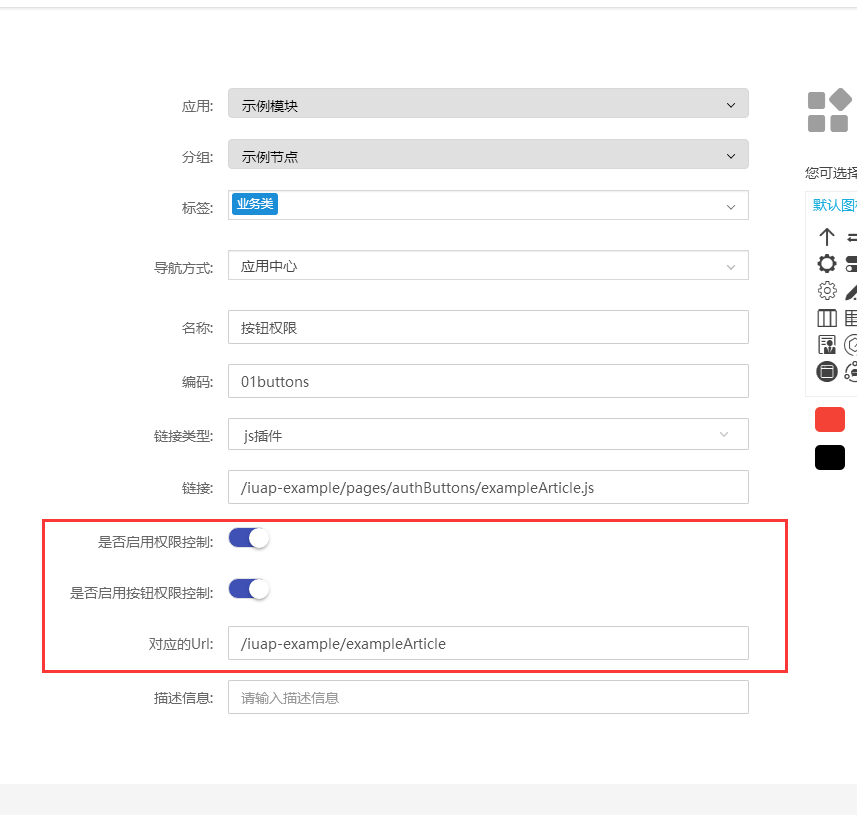 应用: 示例模块
分组: 示例节点
您可选择
标签: 业务类
默认图标
导航方式: 应用中心
名称: 按钮权限
编码: 01buttons
链接类型: js插件
链接: /iuap-example/pages/authButtons/exampleArticle.js
是否启用权限控制:
是否启用按钮权限控制:
对应的Url: /iuap-example/exampleArticle
描述信息: 请输入描述信息